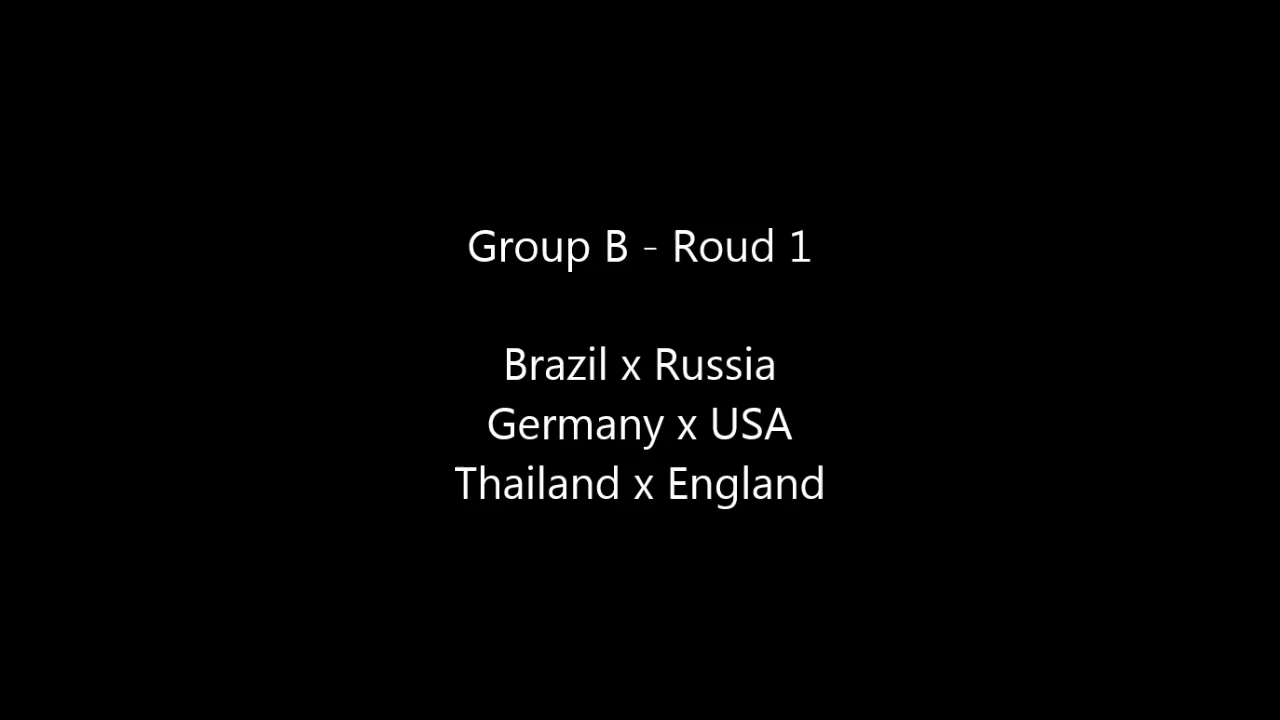 Group B - Roud 1
Brazil x Russia
Germany x USA
Thailand x England